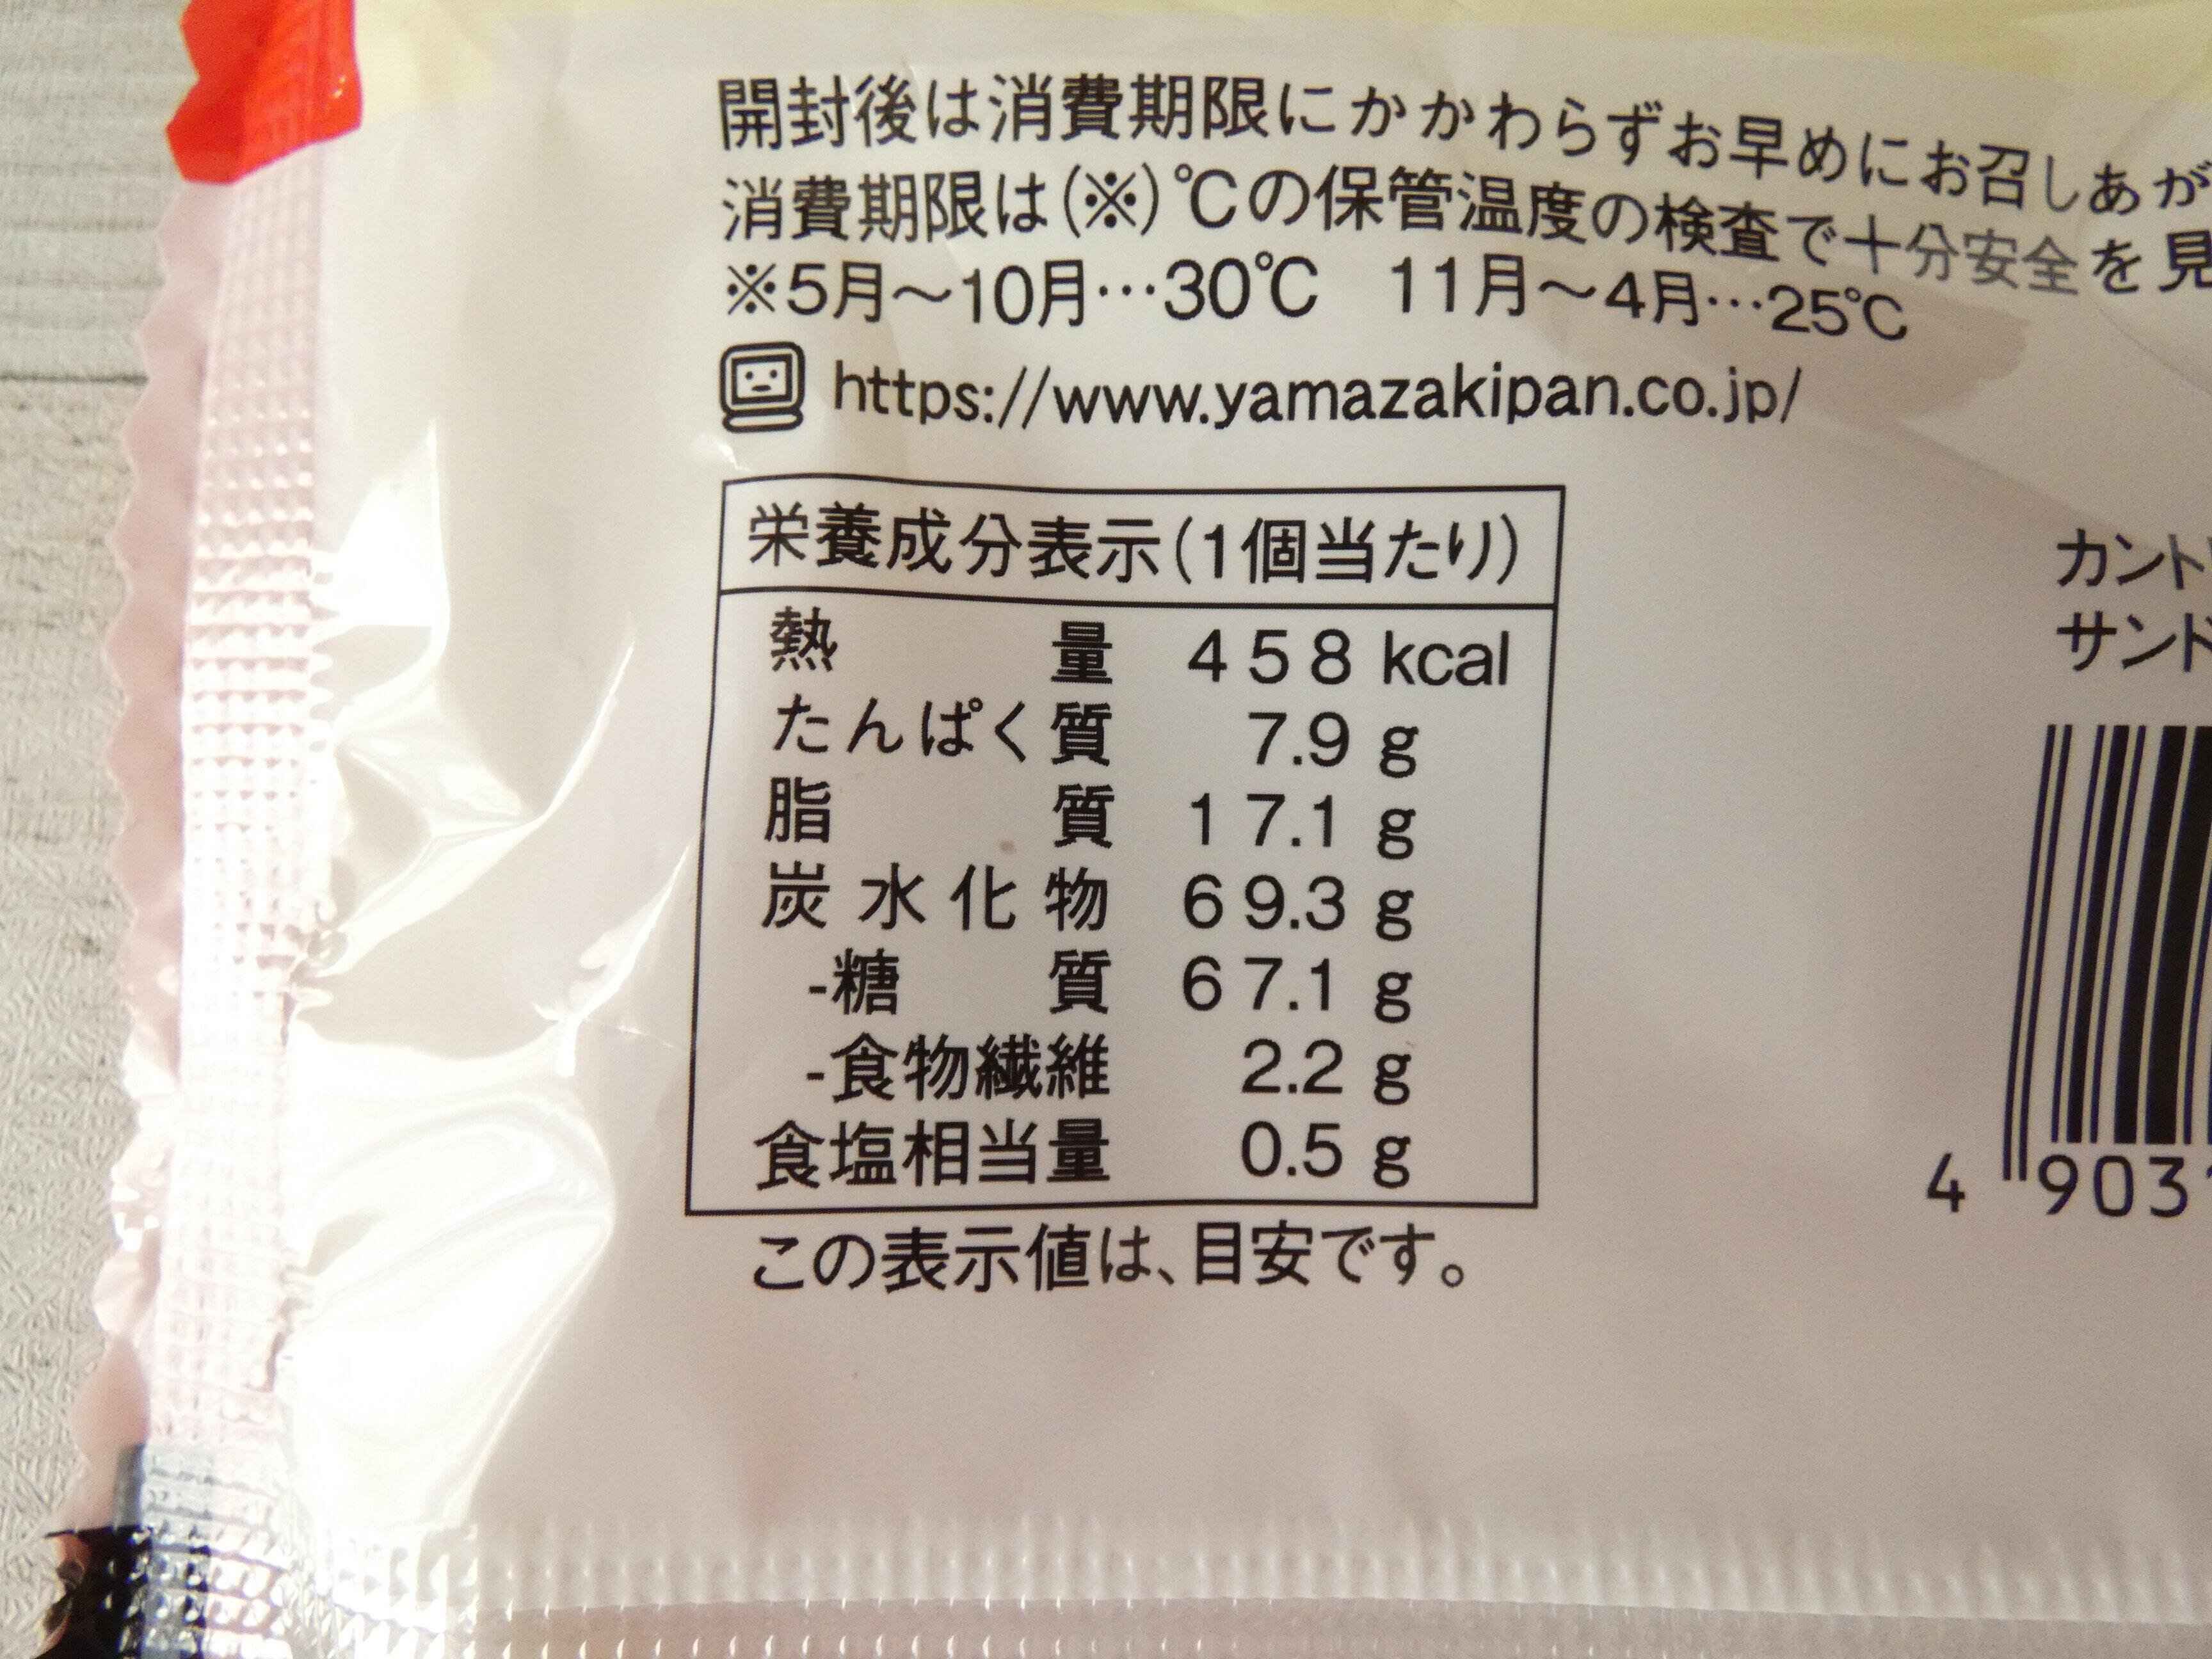 開封後は消費期限にかかわらずお早めにお召しあが
消費期限は(※)℃の保管温度の検査で十分安全を見
※5月〜10月…30℃ 11月〜4月…25℃
https://www.yamazakipan.co.jp/
栄養成分表示(1個当たり)
熱量 458 kcal
たんぱく質 7.9 g
脂質 17.1 g
炭水化物 69.3 g
-糖質 67.1 g
-食物繊維 2.2 g
食塩相当量 0.5 g
この表示値は、目安です。
カント
サンド
4 903